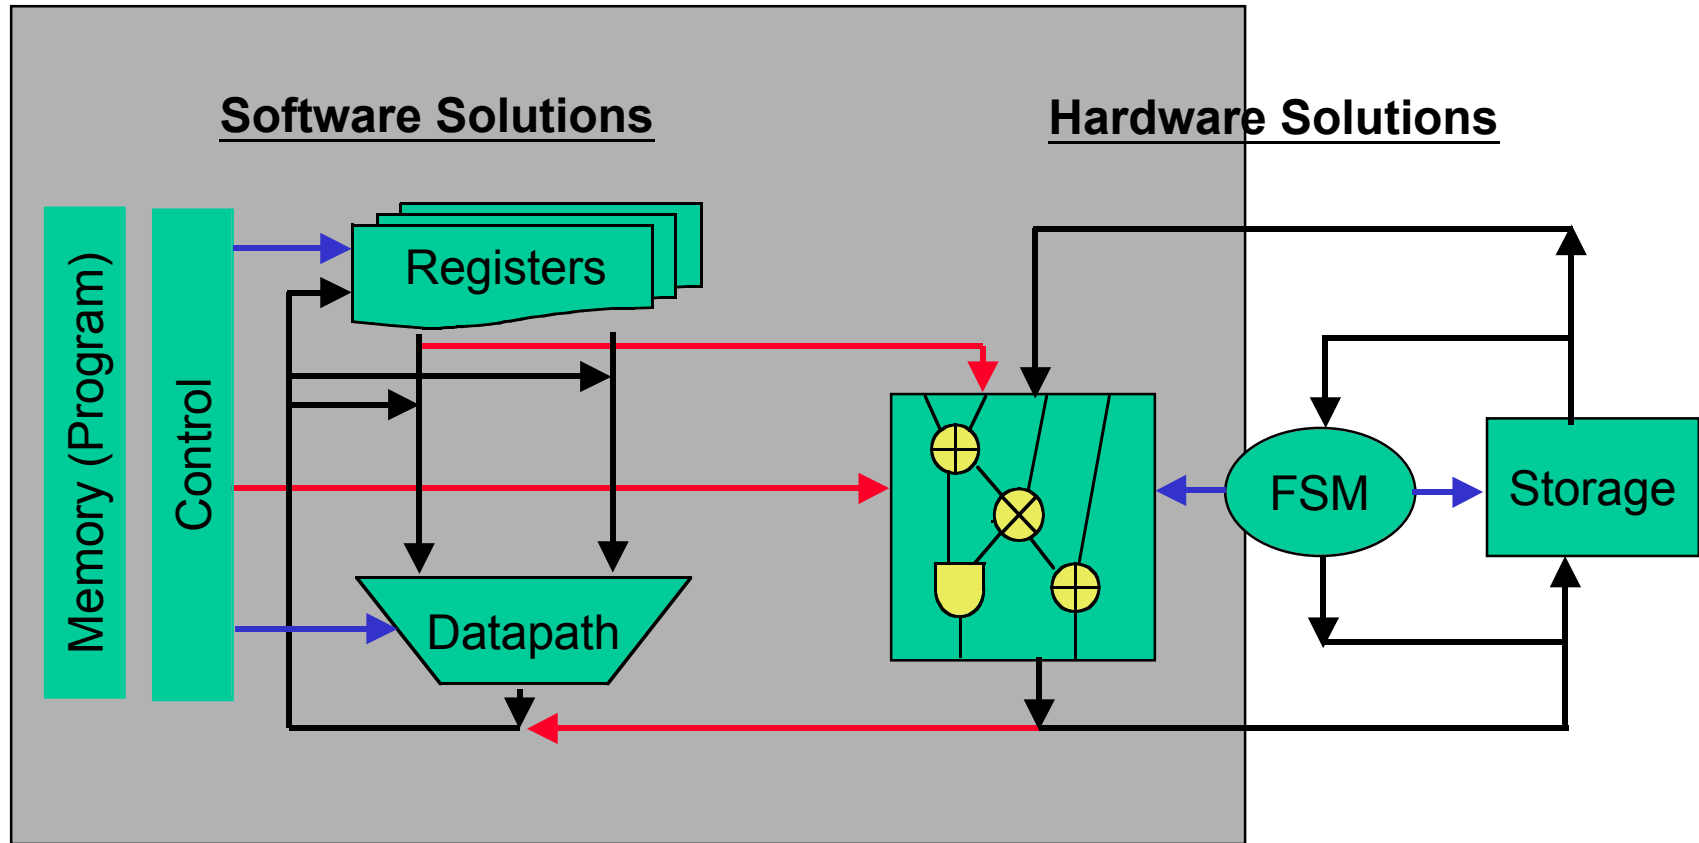 Software Solutions
Hardware Solutions
Memory (Program)
Control
Registers
Datapath
FSM
Storage